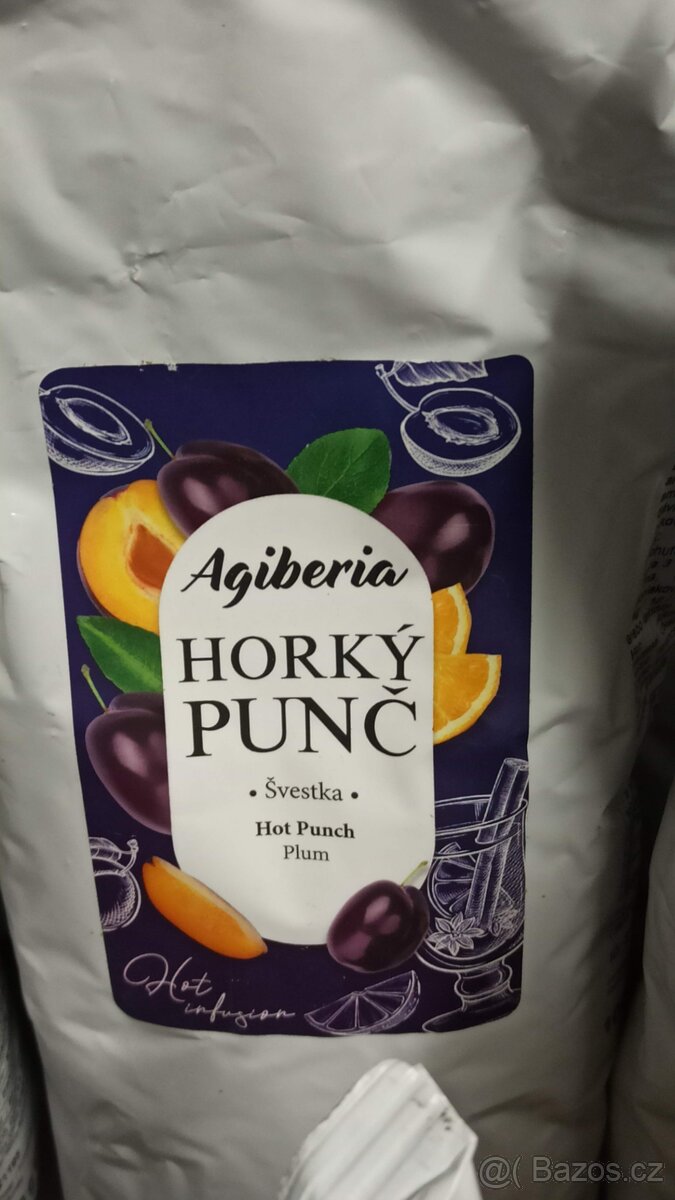 Agiberia
HORKÝ
PUNČ
• Švestka •
Hot Punch
Plum
Hot
infusion
@( Bazos.cz